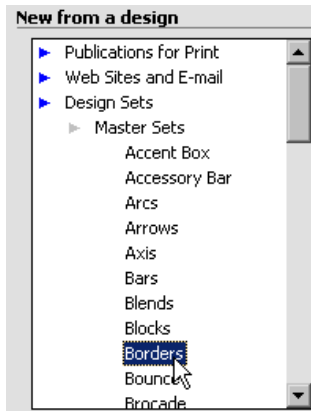 New from a design
Publications for Print
Web Sites and E-mail
Design Sets
Master Sets
Accent Box
Accessory Bar
Arcs
Arrows
Axis
Bars
Blends
Blocks
Borders
Brocade